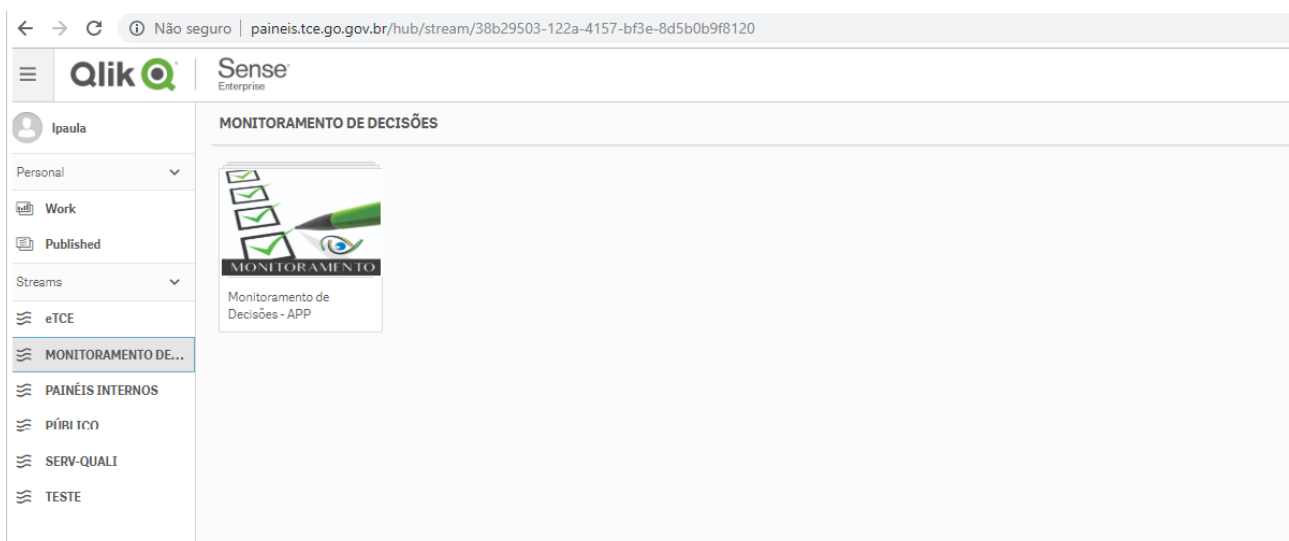 Não seguro | paineis.tce.go.gov.br/hub/stream/38b29503-122a-4157-bf3e-8d5b0b9f8120
Qlik Sense
Enterprise
lpaula
MONITORAMENTO DE DECISÕES
Personal
Work
Published
Streams
MONITORAMENTO
Monitoramento de
Decisões - APP
eTCE
MONITORAMENTO DE...
PAINÉIS INTERNOS
PÚBLICO
SERV-QUALI
TESTE